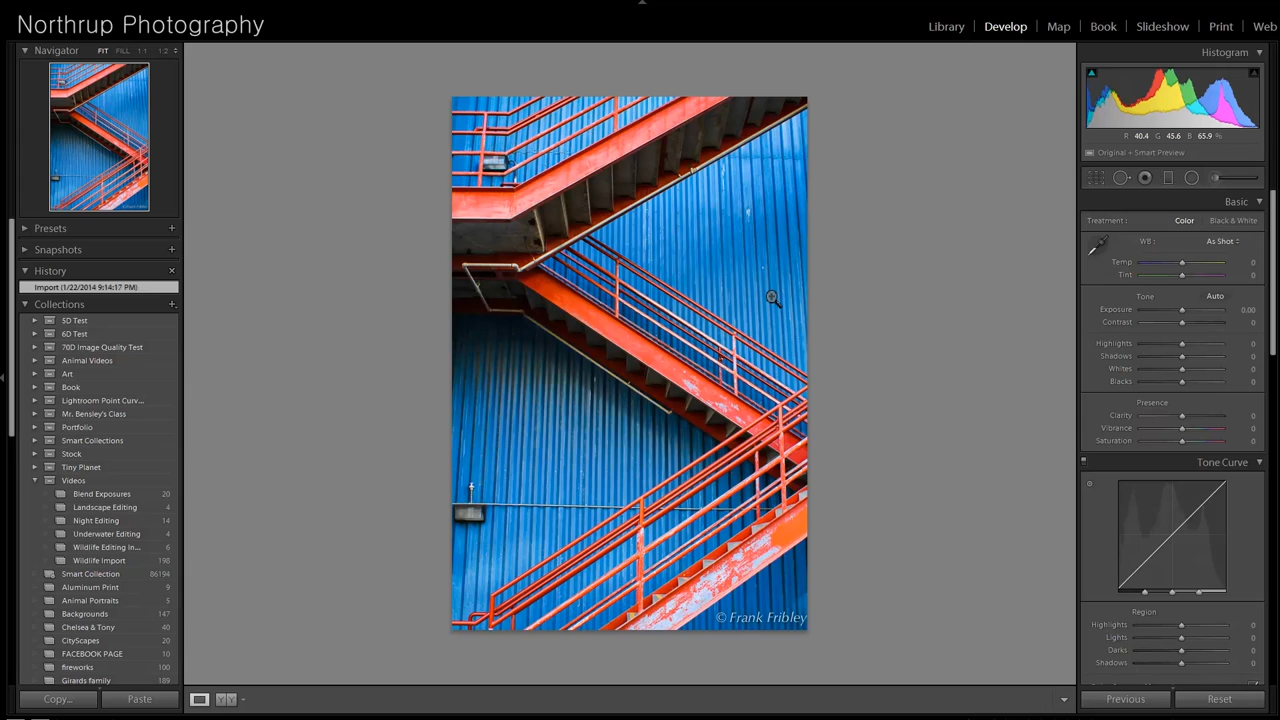 Northrup Photography
Library | Develop | Map | Book | Slideshow | Print | Web
Navigator FIT FILL 1:1 1:2
Presets +
Snapshots +
History ×
Import (1/22/2014 9:14:17 PM)
Collections +
5D Test
6D Test
70D Image Quality Test
Animal Videos
Art
Book
Lightroom Point Curv...
Mr. Bensley's Class
Portfolio
Smart Collections
Stock
Tiny Planet
Videos
Blend Exposures 20
Landscape Editing 4
Night Editing 14
Underwater Editing 4
Wildlife Editing In... 6
Wildlife Import 198
Smart Collection 86194
Aluminum Print 9
Animal Portraits 5
Backgrounds 147
Chelsea & Tony 40
CityScapes 20
FACEBOOK PAGE 10
fireworks 100
Girards family 189
Copy... Paste
© Frank Fribley
YY
Histogram
R 40.4 G 45.6 B 65.9 %
Original + Smart Preview
Basic
Treatment: Color Black & White
WB: As Shot
Temp 0
Tint 0
Tone Auto
Exposure 0.00
Contrast 0
Highlights 0
Shadows 0
Whites 0
Blacks 0
Presence
Clarity 0
Vibrance 0
Saturation 0
Tone Curve
Region
Highlights 0
Lights 0
Darks 0
Shadows 0
Previous Reset